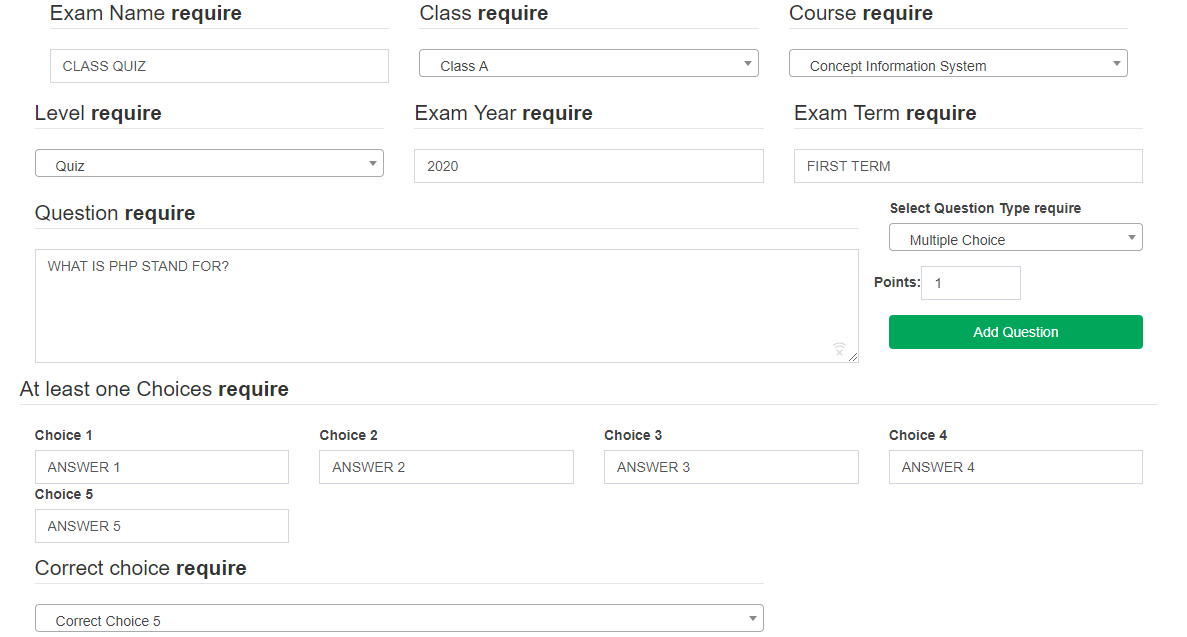 Exam Name require Class require Course require
CLASS QUIZ Class A Concept Information System
Level require Exam Year require Exam Term require
Quiz 2020 FIRST TERM
Question require Select Question Type require
Multiple Choice
WHAT IS PHP STAND FOR?
Points: 1
Add Question
At least one Choices require
Choice 1 Choice 2 Choice 3 Choice 4
ANSWER 1 ANSWER 2 ANSWER 3 ANSWER 4
Choice 5
ANSWER 5
Correct choice require
Correct Choice 5